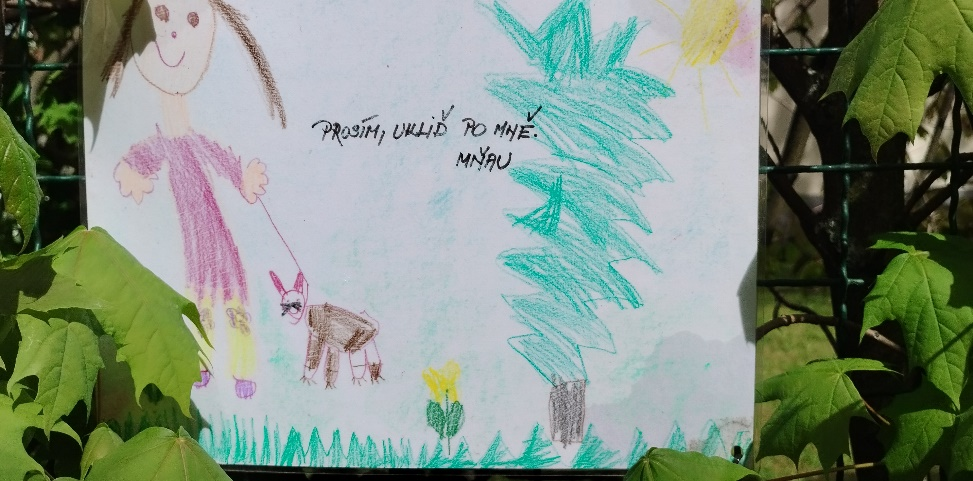 PROSÍM, UKLIĎ PO MNĚ.
MŇAU